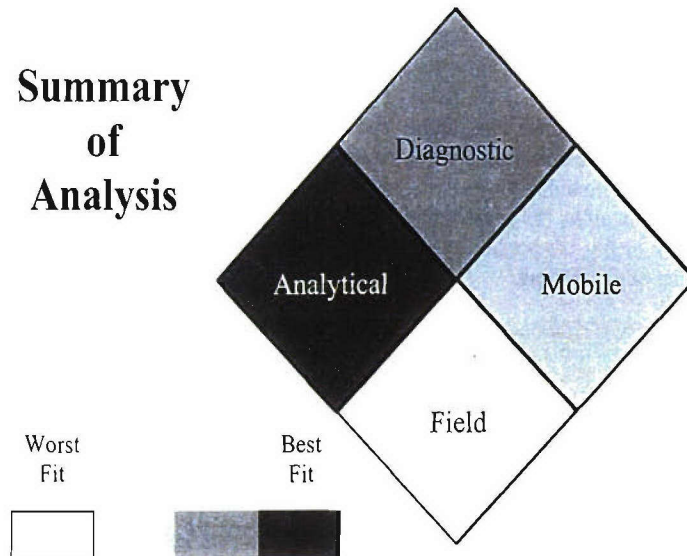 Summary
of
Analysis
Diagnostic
Analytical
Mobile
Field
Worst
Fit
Best
Fit